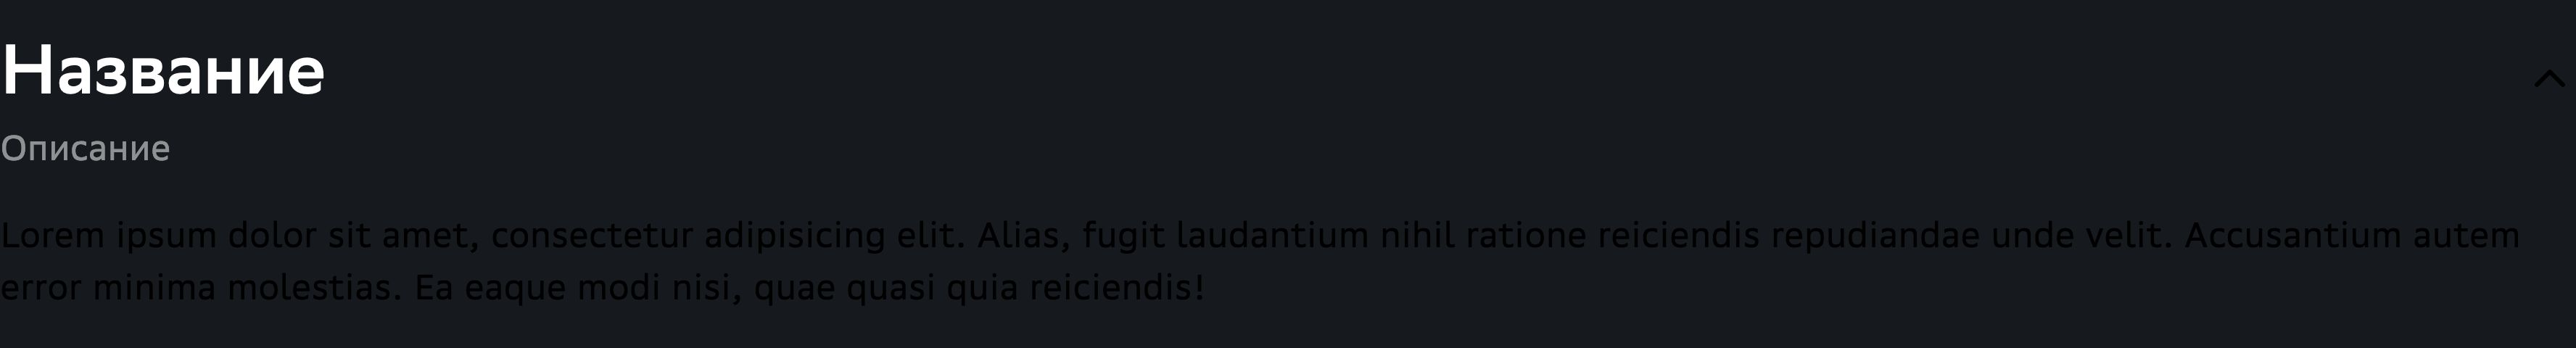 Название
Описание
Lorem ipsum dolor sit amet, consectetur adipisicing elit. Alias, fugit laudantium nihil ratione reiciendis repudiandae unde velit. Accusantium autem
error minima molestias. Ea eaque modi nisi, quae quasi quia reiciendis!